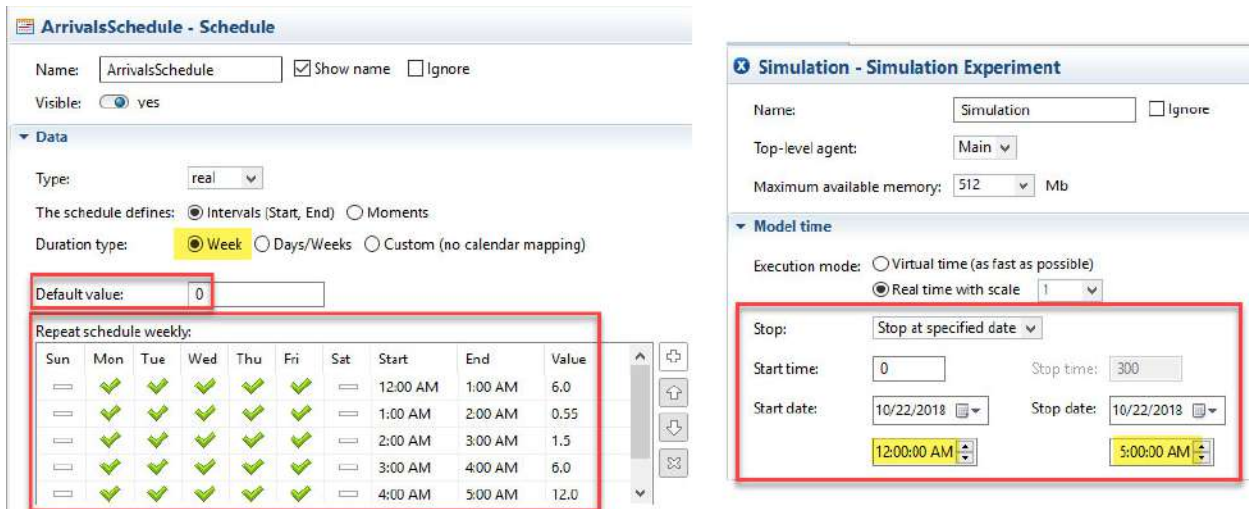 ArrivalsSchedule - Schedule
Name: ArrivalsSchedule Show name Ignore
Visible: yes
Data
Type: real
The schedule defines: Intervals (Start, End) Moments
Duration type: Week Days/Weeks Custom (no calendar mapping)
Default value: 0
Repeat schedule weekly:
Sun Mon Tue Wed Thu Fri Sat Start End Value
12:00 AM 1:00 AM 6.0
1:00 AM 2:00 AM 0.55
2:00 AM 3:00 AM 1.5
3:00 AM 4:00 AM 6.0
4:00 AM 5:00 AM 12.0
Simulation - Simulation Experiment
Name: Simulation Ignore
Top-level agent: Main
Maximum available memory: 512 Mb
Model time
Execution mode: Virtual time (as fast as possible)
Real time with scale 1
Stop: Stop at specified date
Start time: 0 Stop time: 300
Start date: 10/22/2018 Stop date: 10/22/2018
12:00:00 AM 5:00:00 AM